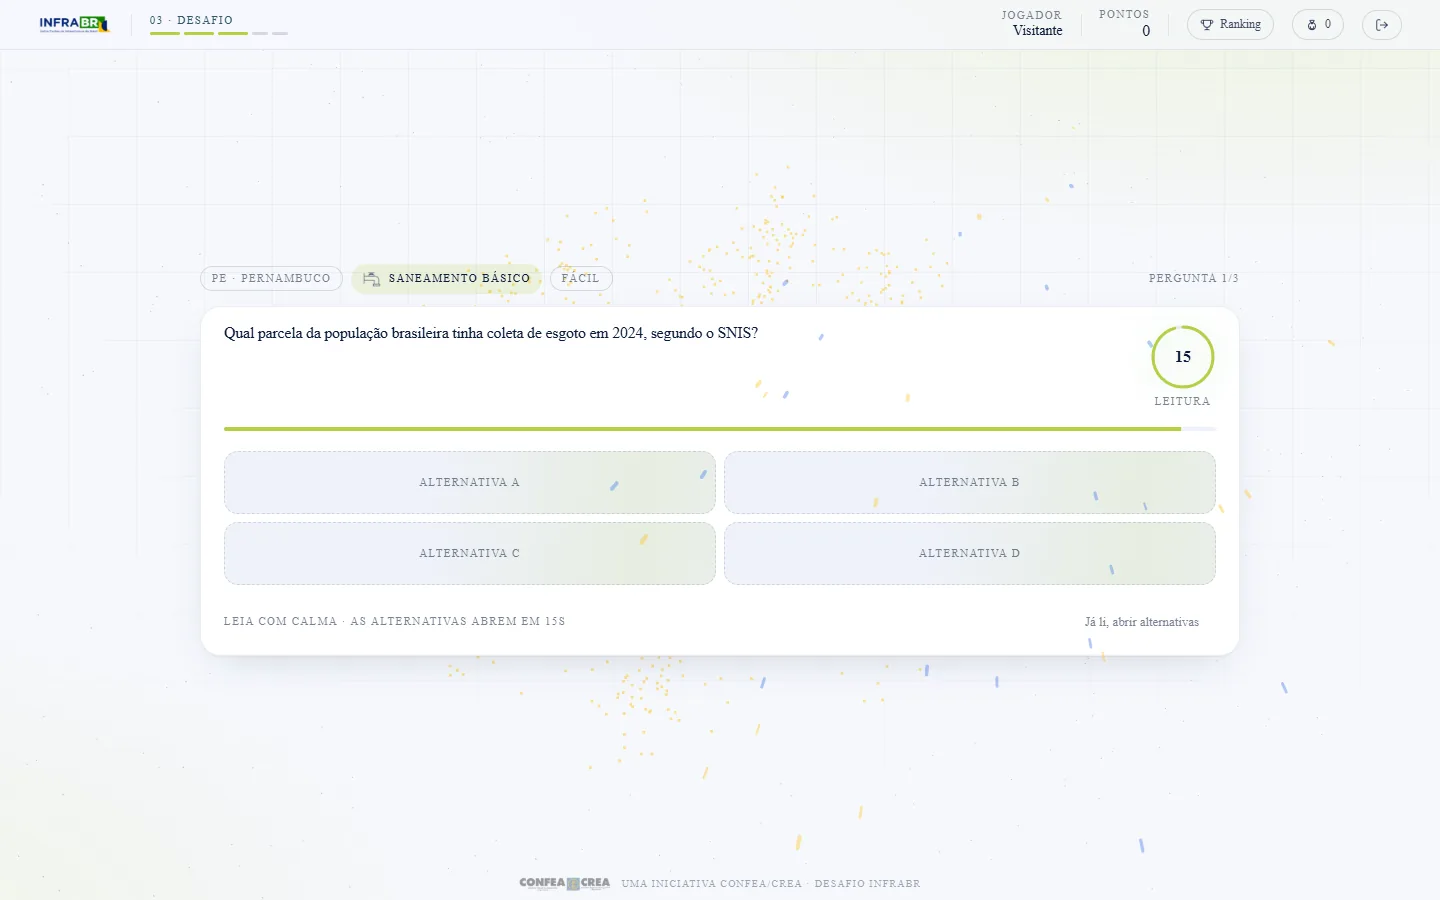 INFRABR
03 · DESAFIO
JOGADOR
Visitante
PONTOS
0
Ranking
0
PE · PERNAMBUCO
SANEAMENTO BÁSICO
FÁCIL
PERGUNTA 1/3
Qual parcela da população brasileira tinha coleta de esgoto em 2024, segundo o SNIS?
15
LEITURA
ALTERNATIVA A
ALTERNATIVA B
ALTERNATIVA C
ALTERNATIVA D
LEIA COM CALMA · AS ALTERNATIVAS ABREM EM 15S
Já li, abrir alternativas
CONFEA CREA
UMA INICIATIVA CONFEA/CREA · DESAFIO INFRABR